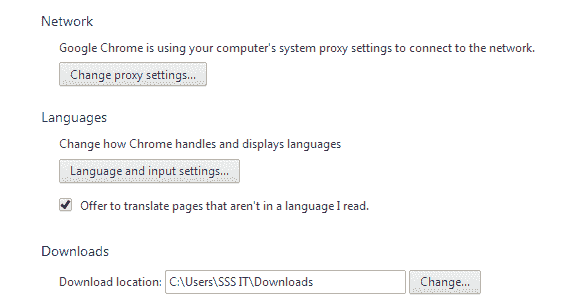 Network
Google Chrome is using your computer's system proxy settings to connect to the network.
Change proxy settings...
Languages
Change how Chrome handles and displays languages
Language and input settings...
Offer to translate pages that aren't in a language I read.
Downloads
Download location: C:\Users\SSS IT\Downloads Change...